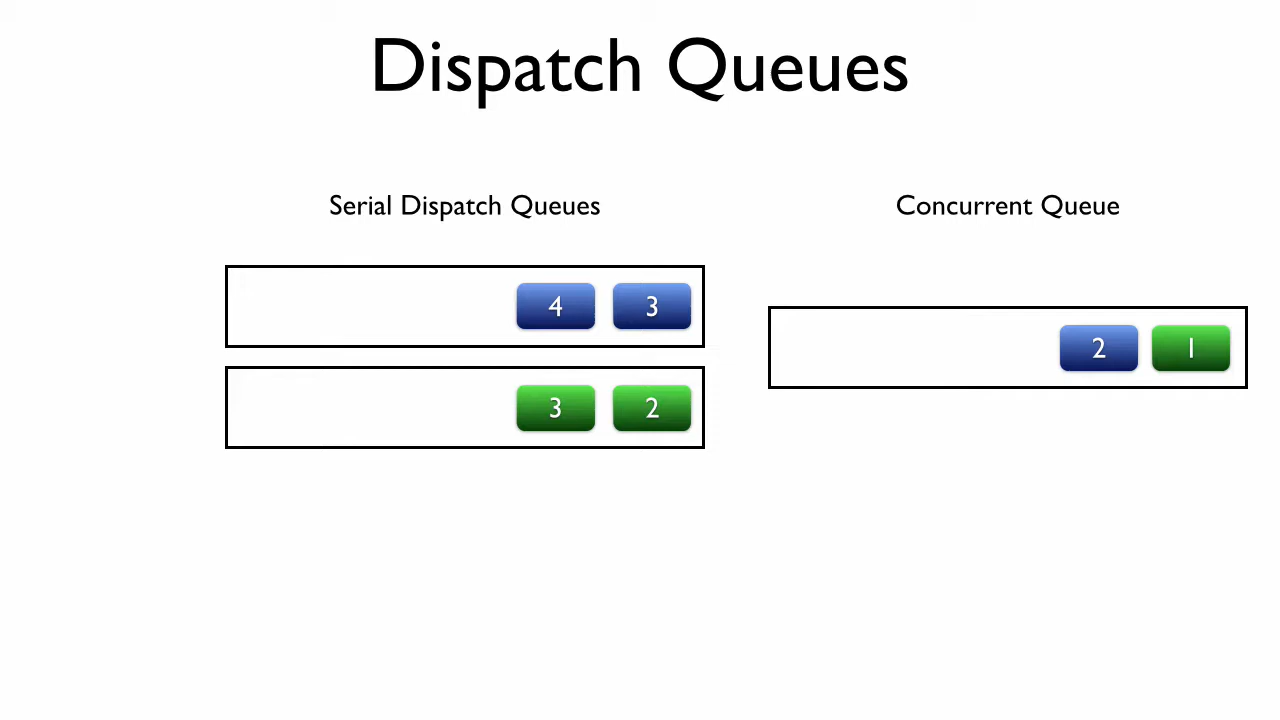 Dispatch Queues
Serial Dispatch Queues
4 3
3 2
Concurrent Queue
2 1